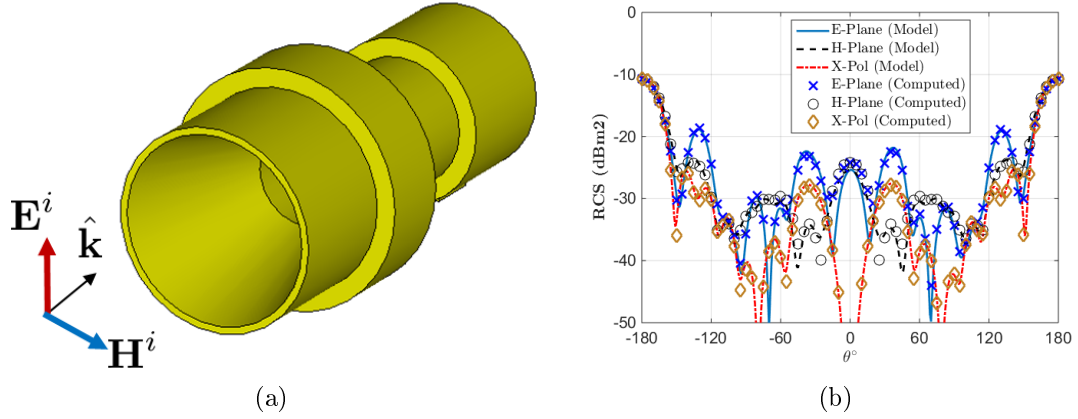 E^i
k̂
H^i
(a)
0
-10
-20
-30
-40
-50
RCS (dBm2)
E-Plane (Model)
H-Plane (Model)
X-Pol (Model)
E-Plane (Computed)
H-Plane (Computed)
X-Pol (Computed)
-180 -120 -60 0 60 120 180
θ°
(b)